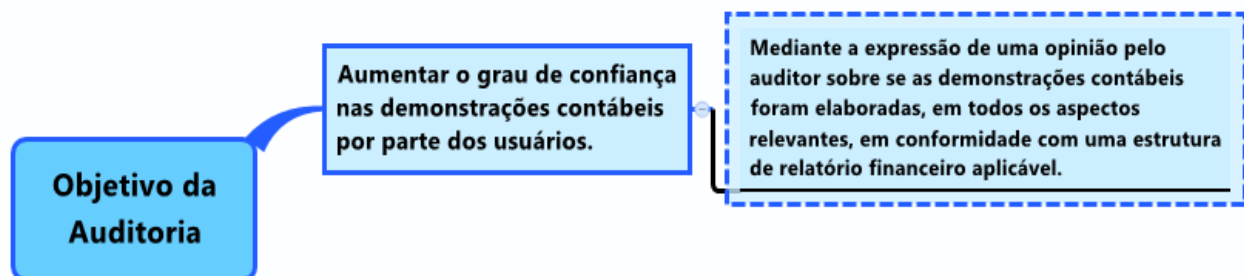 Objetivo da
Auditoria
Aumentar o grau de confiança
nas demonstrações contábeis
por parte dos usuários.
Mediante a expressão de uma opinião pelo
auditor sobre se as demonstrações contábeis
foram elaboradas, em todos os aspectos
relevantes, em conformidade com uma estrutura
de relatório financeiro aplicável.